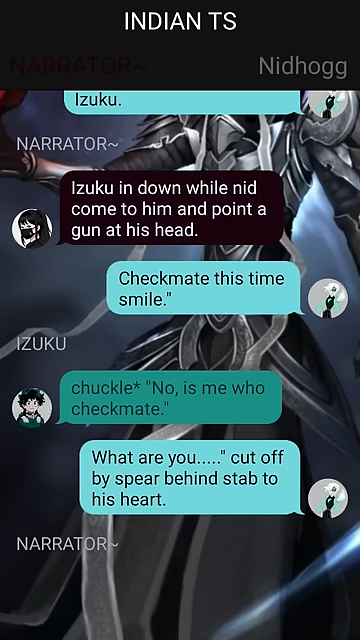 INDIAN TS
NARRATOR~
Nidhogg
Izuku.
NARRATOR~
Izuku in down while nid
come to him and point a
gun at his head.
Checkmate this time
smile."
IZUKU
chuckle* "No, is me who
checkmate."
What are you....." cut off
by spear behind stab to
his heart.
NARRATOR~